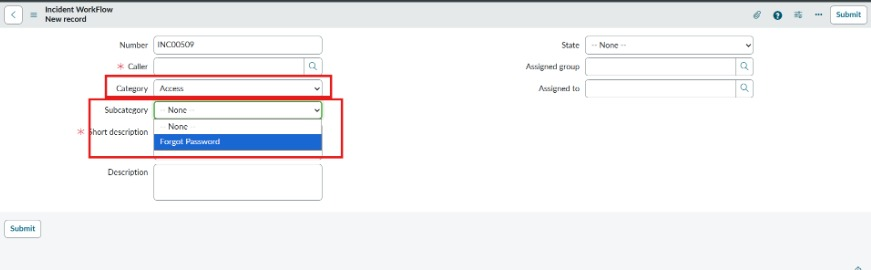 Incident WorkFlow
New record
Submit
Number INC00509
* Caller
Category Access
Subcategory -- None --
-- None --
Forgot Password
* Short description
Description
State -- None --
Assigned group
Assigned to
Submit